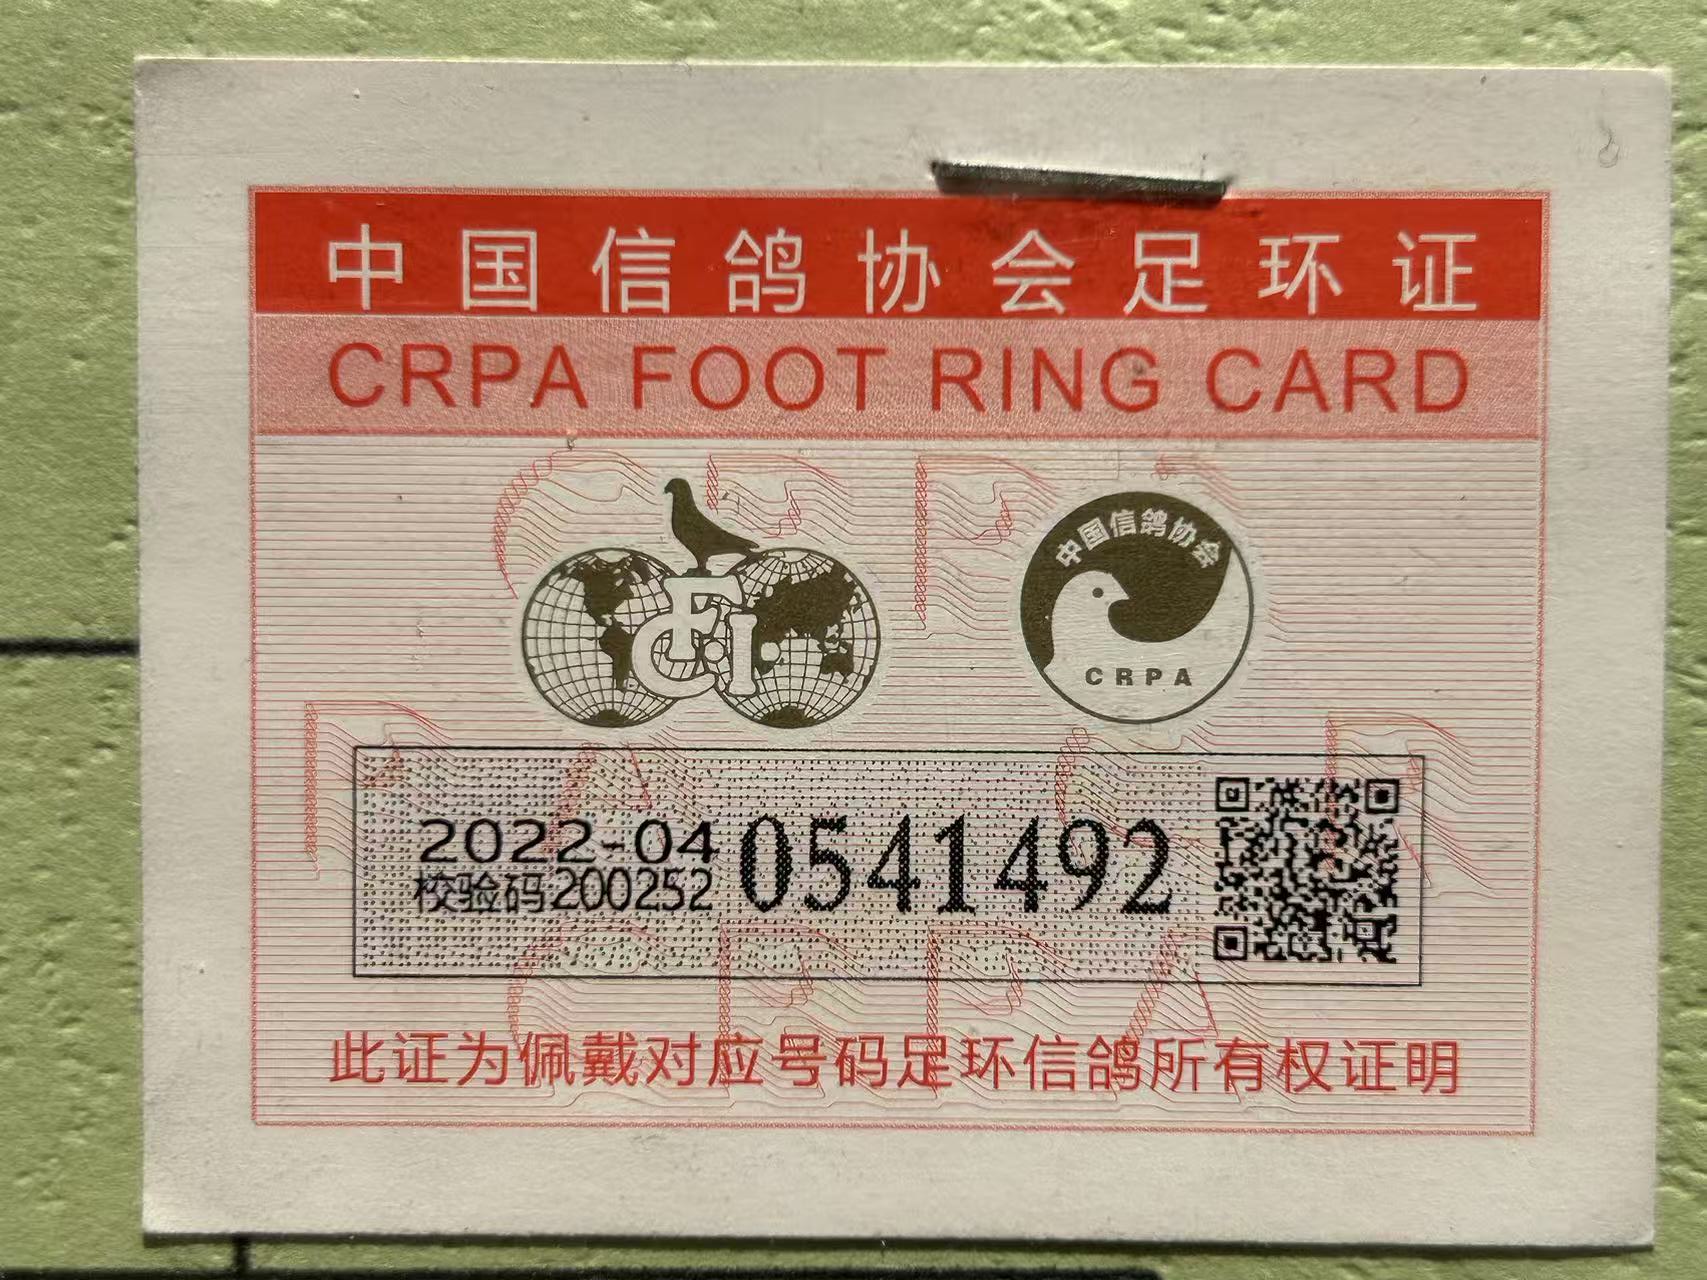 中国信鸽协会足环证
CRPA FOOT RING CARD
FCI
中国信鸽协会
CRPA
2022-04 0541492
校验码200252
此证为佩戴对应号码足环信鸽所有权证明